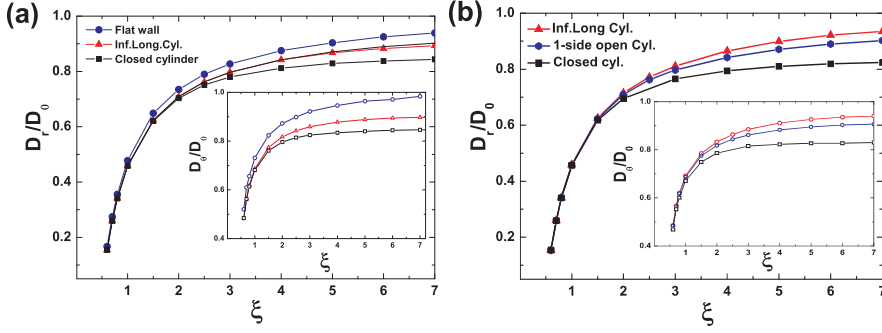 (a)
Flat wall
Inf.Long.Cyl.
Closed cylinder
D_r/D_0
1.0
0.8
0.6
0.4
0.2
1 2 3 4 5 6 7
ξ
D_θ/D_0
1.0
0.8
0.6
0.4
1 2 3 4 5 6 7
ξ
(b)
Inf.Long Cyl.
1-side open Cyl.
Closed cyl.
D_r/D_0
1.0
0.8
0.6
0.4
0.2
1 2 3 4 5 6 7
ξ
D_θ/D_0
1.0
0.8
0.6
0.4
1 2 3 4 5 6 7
ξ